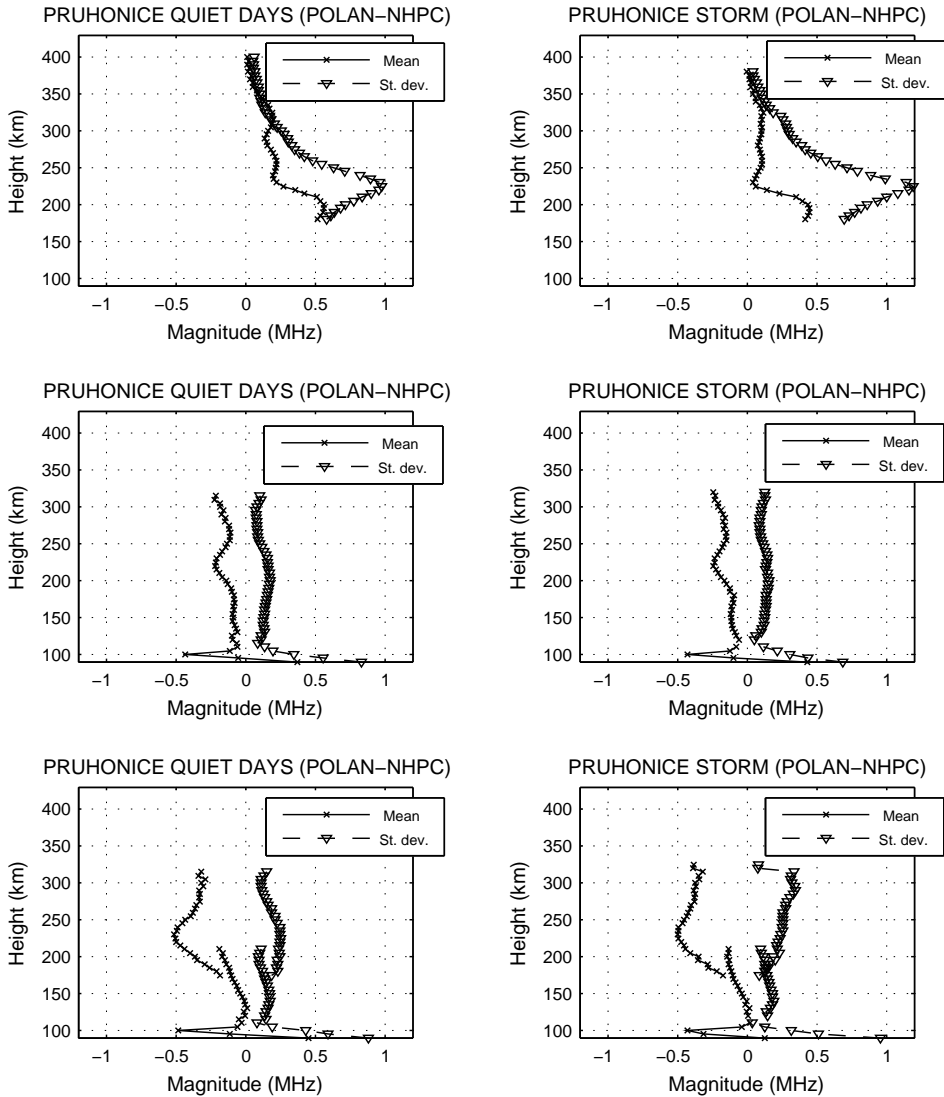 PRUHONICE QUIET DAYS (POLAN−NHPC)
Mean
St. dev.
400
350
300
250
200
150
100
Height (km)
−1
−0.5
0
0.5
1
Magnitude (MHz)
PRUHONICE STORM (POLAN−NHPC)
Mean
St. dev.
400
350
300
250
200
150
100
Height (km)
−1
−0.5
0
0.5
1
Magnitude (MHz)
PRUHONICE QUIET DAYS (POLAN−NHPC)
Mean
St. dev.
400
350
300
250
200
150
100
Height (km)
−1
−0.5
0
0.5
1
Magnitude (MHz)
PRUHONICE STORM (POLAN−NHPC)
Mean
St. dev.
400
350
300
250
200
150
100
Height (km)
−1
−0.5
0
0.5
1
Magnitude (MHz)
PRUHONICE QUIET DAYS (POLAN−NHPC)
Mean
St. dev.
400
350
300
250
200
150
100
Height (km)
−1
−0.5
0
0.5
1
Magnitude (MHz)
PRUHONICE STORM (POLAN−NHPC)
Mean
St. dev.
400
350
300
250
200
150
100
Height (km)
−1
−0.5
0
0.5
1
Magnitude (MHz)